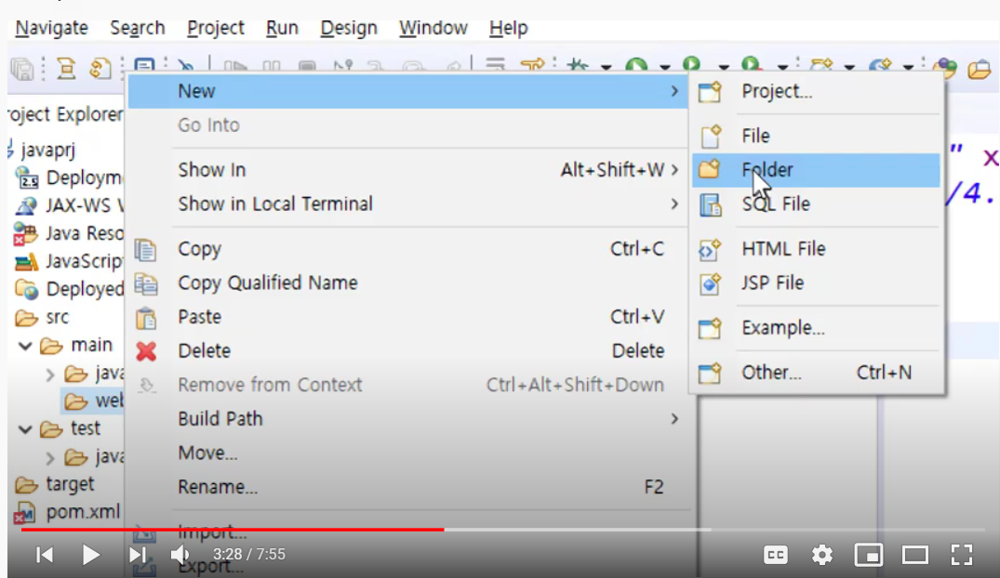 Navigate Search Project Run Design Window Help
roject Explorer
javaprj
Deploym
JAX-WS
Java Reso
JavaScrip
Deployed
src
main
java
web
test
java
target
pom.xml
New
Go Into
Show In Alt+Shift+W
Show in Local Terminal
Copy Ctrl+C
Copy Qualified Name
Paste Ctrl+V
Delete Delete
Remove from Context Ctrl+Alt+Shift+Down
Build Path
Move...
Rename... F2
Import...
Export...
Project...
File
Folder
SQL File
HTML File
JSP File
Example...
Other... Ctrl+N
" x
/4.
3:28 / 7:55
CC